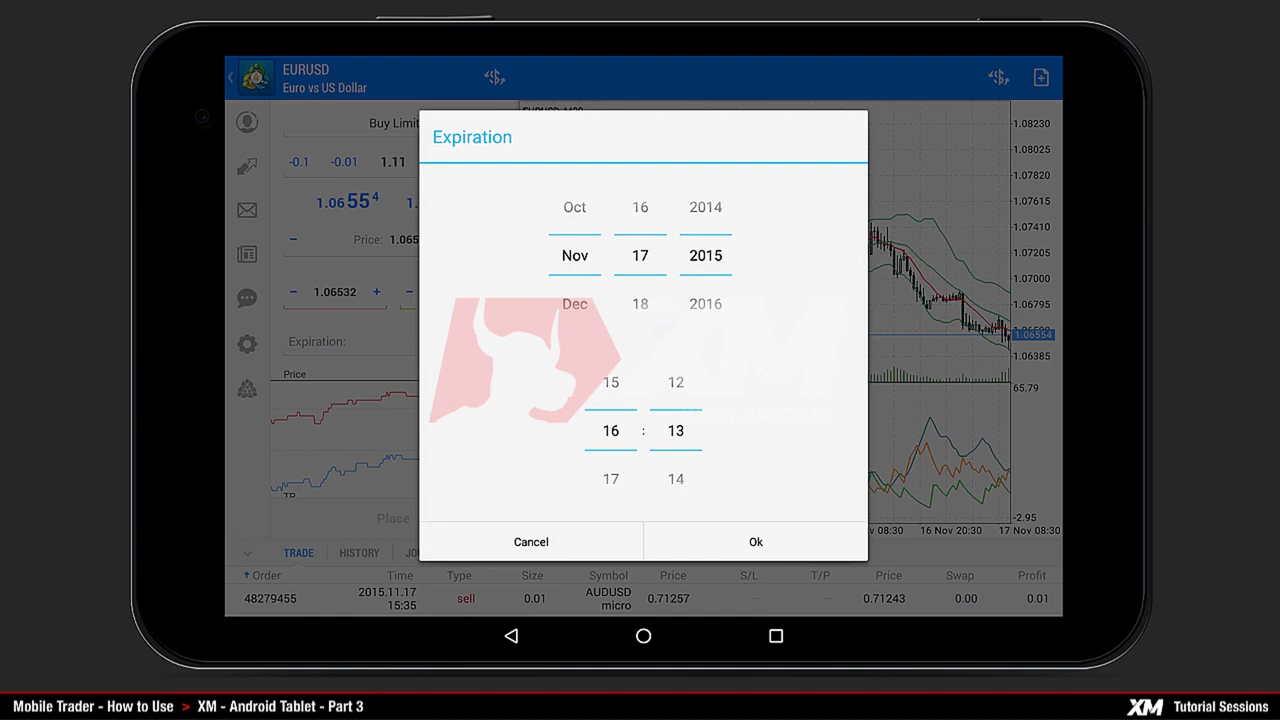 EURUSD
Euro vs US Dollar
Buy Limit
-0.1 -0.01 1.11
1.06554 1.
− Price: 1.065
− 1.06532 + −
Expiration:
Price
Place
Expiration
Oct 16 2014
Nov 17 2015
Dec 18 2016
15 12
16 : 13
17 14
Cancel Ok
1.08230
1.08025
1.07820
1.07615
1.07410
1.07205
1.07000
1.06795
1.06554
1.06385
65.79
-2.95
08:30 16 Nov 20:30 17 Nov 08:30
TRADE HISTORY
Order Time Type Size Symbol Price S/L T/P Price Swap Profit
48279455 2015.11.17 15:35 sell 0.01 AUDUSD micro 0.71257 – – 0.71243 0.00 0.01
XM
Mobile Trader - How to Use > XM - Android Tablet - Part 3
XM Tutorial Sessions